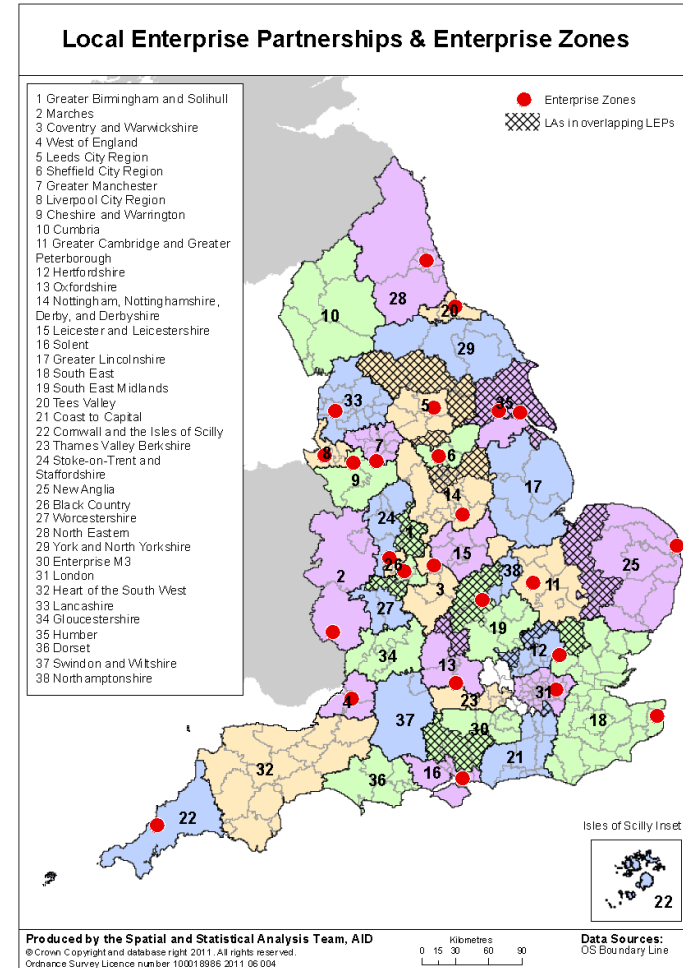 Local Enterprise Partnerships & Enterprise Zones
1 Greater Birmingham and Solihull
2 Marches
3 Coventry and Warwickshire
4 West of England
5 Leeds City Region
6 Sheffield City Region
7 Greater Manchester
8 Liverpool City Region
9 Cheshire and Warrington
10 Cumbria
11 Greater Cambridge and Greater
Peterborough
12 Hertfordshire
13 Oxfordshire
14 Nottingham, Nottinghamshire,
Derby, and Derbyshire
15 Leicester and Leicestershire
16 Solent
17 Greater Lincolnshire
18 South East
19 South East Midlands
20 Tees Valley
21 Coast to Capital
22 Cornwall and the Isles of Scilly
23 Thames Valley Berkshire
24 Stoke-on-Trent and
Staffordshire
25 New Anglia
26 Black Country
27 Worcestershire
28 North Eastern
29 York and North Yorkshire
30 Enterprise M3
31 London
32 Heart of the South West
33 Lancashire
34 Gloucestershire
35 Humber
36 Dorset
37 Swindon and Wiltshire
38 Northamptonshire
Enterprise Zones
LAs in overlapping LEPs
28
10
20
29
33
5
35
7
8
6
9
14
17
24
1
15
2
26
38
25
3
11
27
19
34
13
12
4
23
31
37
30
18
32
21
16
36
22
Isles of Scilly Inset
22
Produced by the Spatial and Statistical Analysis Team, AID
© Crown Copyright and database right 2011. All rights reserved.
Ordnance Survey Licence number 100018986 2011 06 004
Kilometres
0 15 30 60 90
Data Sources:
OS Boundary Line